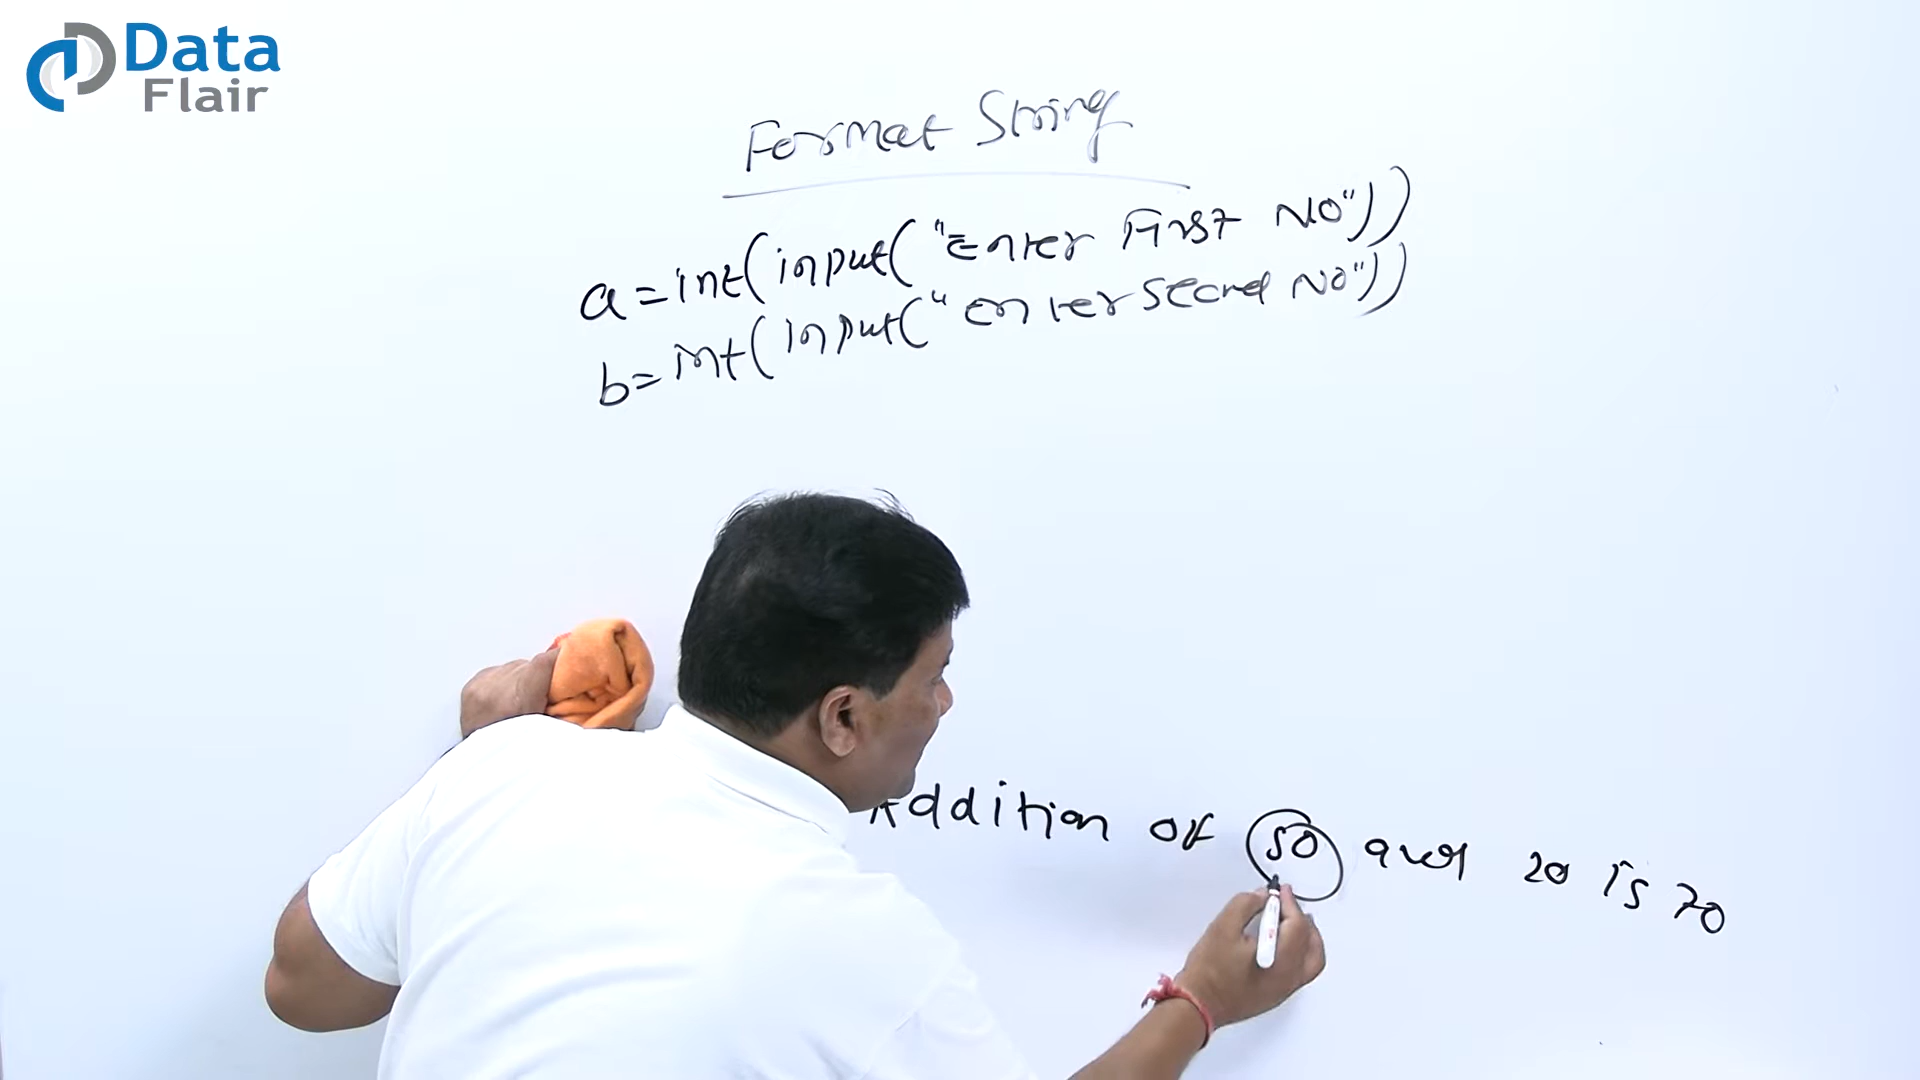 Data
Flair
Format String
a=int(input("Enter First NO"))
b=int(input("enter second NO"))
Addition of 50 and 20 is 70